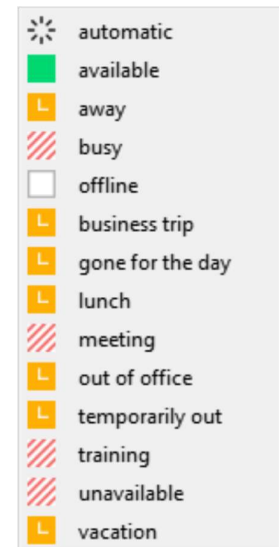 automatic
available
away
busy
offline
business trip
gone for the day
lunch
meeting
out of office
temporarily out
training
unavailable
vacation